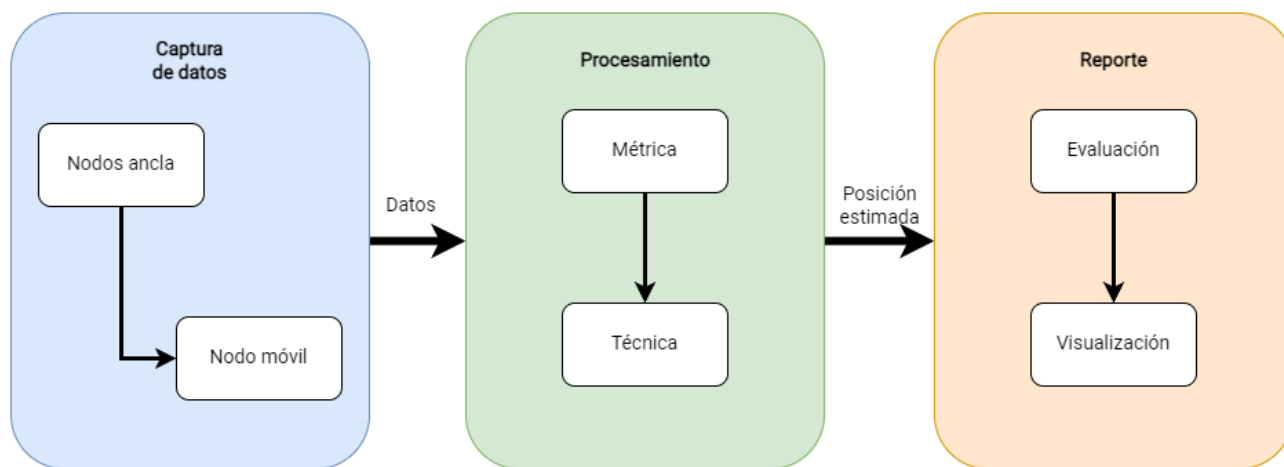 Captura
de datos
Nodos ancla
Nodo móvil
Datos
Procesamiento
Métrica
Técnica
Posición
estimada
Reporte
Evaluación
Visualización